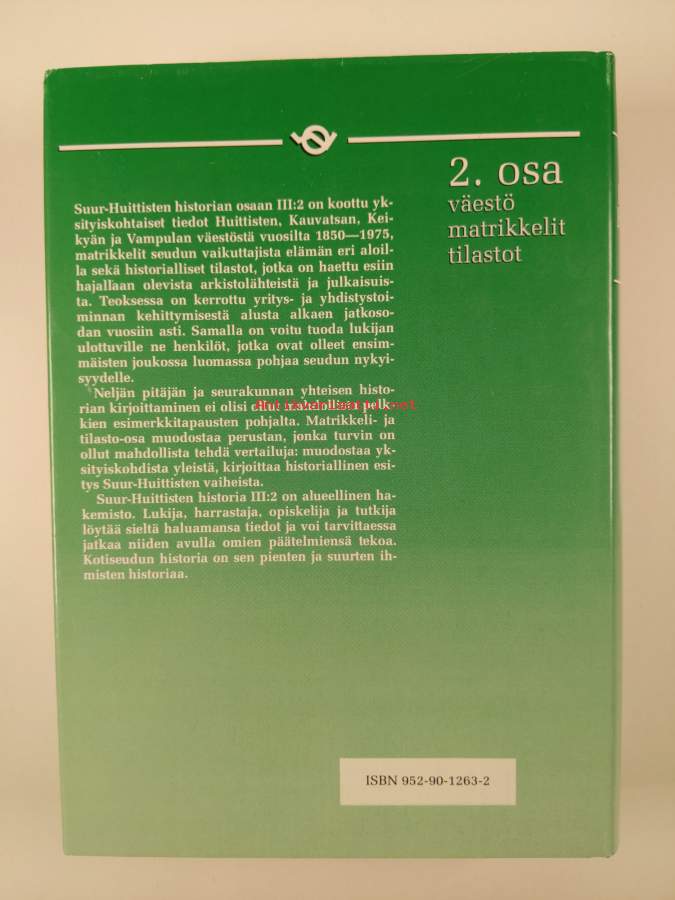 2. osa
väestö
matrikkelit
tilastot
Suur-Huittisten historian osaan III:2 on koottu yk-
sityiskohtaiset tiedot Huittisten, Kauvatsan, Kei-
kyän ja Vampulan väestöstä vuosilta 1850—1975,
matrikkelit seudun vaikuttajista elämän eri aloil-
la sekä historialliset tilastot, jotka on haettu esiin
hajallaan olevista arkistolähteistä ja julkaisuis-
ta. Teoksessa on kerrottu yritys- ja yhdistystoi-
minnan kehittymisestä alusta alkaen jatkoso-
dan vuosiin asti. Samalla on voitu tuoda lukijan
ulottuville ne henkilöt, jotka ovat olleet ensim-
mäisten joukossa luomassa pohjaa seudun nykyi-
syydelle.
Neljän pitäjän ja seurakunnan yhteisen histo-
rian kirjoittaminen ei olisi ollut mahdollista pelk-
kien esimerkkitapausten pohjalta. Matrikkeli- ja
tilasto-osa muodostaa perustan, jonka turvin on
ollut mahdollista tehdä vertailuja: muodostaa yk-
sityiskohdista yleistä, kirjoittaa historiallinen esi-
tys Suur-Huittisten vaiheista.
Suur-Huittisten historia III:2 on alueellinen ha-
kemisto. Lukija, harrastaja, opiskelija ja tutkija
löytää sieltä haluamansa tiedot ja voi tarvittaessa
jatkaa niiden avulla omien päätelmiensä tekoa.
Kotiseudun historia on sen pienten ja suurten ih-
misten historiaa.
ISBN 952-90-1263-2